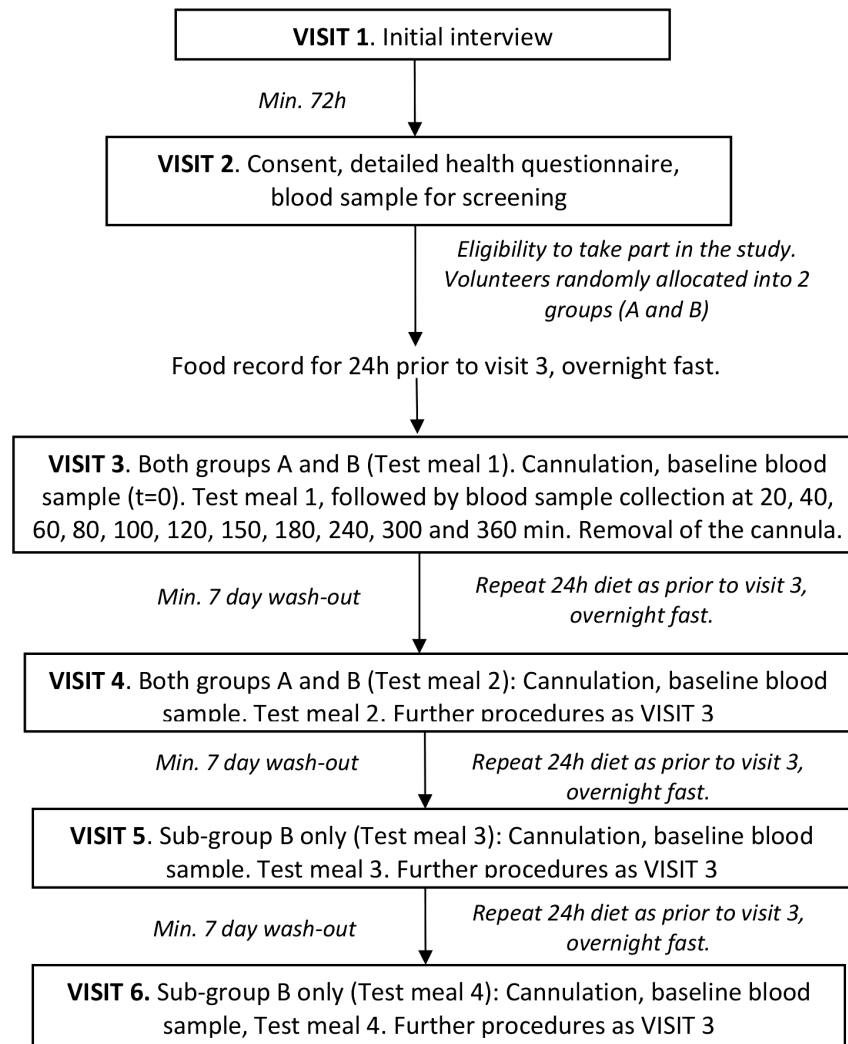 VISIT 1. Initial interview
Min. 72h
VISIT 2. Consent, detailed health questionnaire,
blood sample for screening
Eligibility to take part in the study.
Volunteers randomly allocated into 2
groups (A and B)
Food record for 24h prior to visit 3, overnight fast.
VISIT 3. Both groups A and B (Test meal 1). Cannulation, baseline blood
sample (t=0). Test meal 1, followed by blood sample collection at 20, 40,
60, 80, 100, 120, 150, 180, 240, 300 and 360 min. Removal of the cannula.
Min. 7 day wash-out
Repeat 24h diet as prior to visit 3,
overnight fast.
VISIT 4. Both groups A and B (Test meal 2): Cannulation, baseline blood
sample. Test meal 2. Further procedures as VISIT 3
Min. 7 day wash-out
Repeat 24h diet as prior to visit 3,
overnight fast.
VISIT 5. Sub-group B only (Test meal 3): Cannulation, baseline blood
sample. Test meal 3. Further procedures as VISIT 3
Min. 7 day wash-out
Repeat 24h diet as prior to visit 3,
overnight fast.
VISIT 6. Sub-group B only (Test meal 4): Cannulation, baseline blood
sample, Test meal 4. Further procedures as VISIT 3